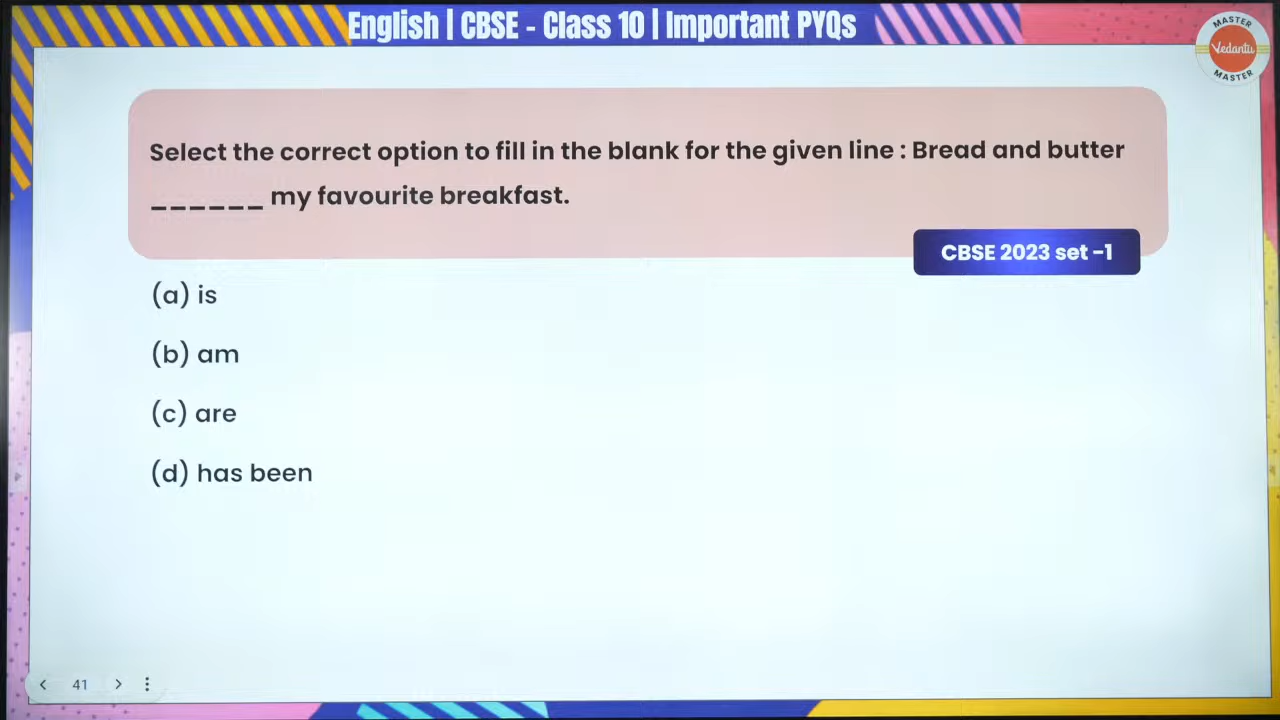 English | CBSE - Class 10 | Important PYQs
MASTER
Vedantu
MASTER
Select the correct option to fill in the blank for the given line : Bread and butter
______ my favourite breakfast.
CBSE 2023 set -1
(a) is
(b) am
(c) are
(d) has been
41